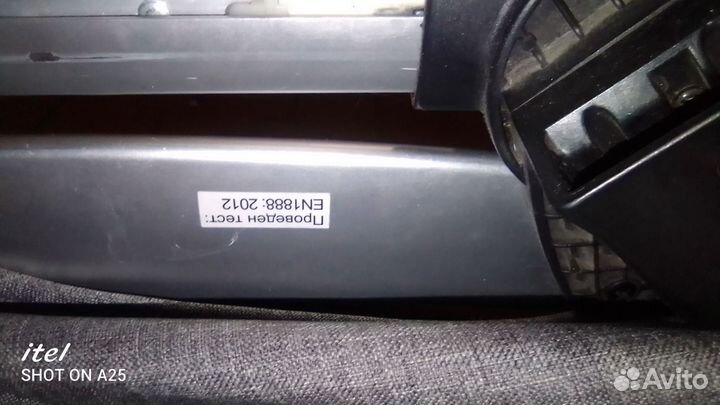 Проведен тест:
EN1888: 2012
itel
SHOT ON A25
Avito